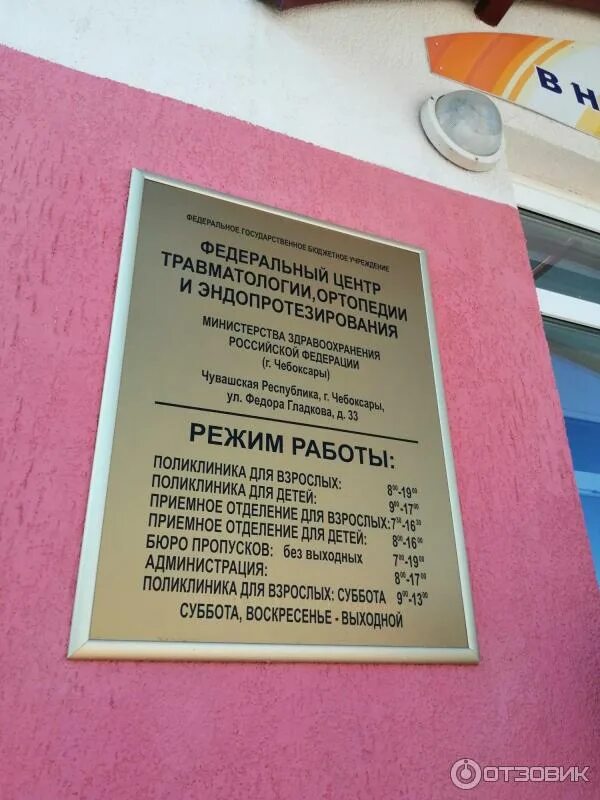 В Н
ФЕДЕРАЛЬНОЕ ГОСУДАРСТВЕННОЕ БЮДЖЕТНОЕ УЧРЕЖДЕНИЕ
ФЕДЕРАЛЬНЫЙ ЦЕНТР
ТРАВМАТОЛОГИИ, ОРТОПЕДИИ
И ЭНДОПРОТЕЗИРОВАНИЯ
МИНИСТЕРСТВА ЗДРАВООХРАНЕНИЯ
РОССИЙСКОЙ ФЕДЕРАЦИИ
(г. Чебоксары)
Чувашская Республика, г. Чебоксары,
ул. Федора Гладкова, д. 33
РЕЖИМ РАБОТЫ:
ПОЛИКЛИНИКА ДЛЯ ВЗРОСЛЫХ: 8⁰⁰-19⁰⁰
ПОЛИКЛИНИКА ДЛЯ ДЕТЕЙ: 9⁰⁰-17⁰⁰
ПРИЕМНОЕ ОТДЕЛЕНИЕ ДЛЯ ВЗРОСЛЫХ: 7³⁰-16³⁰
ПРИЕМНОЕ ОТДЕЛЕНИЕ ДЛЯ ДЕТЕЙ: 8⁰⁰-16⁰⁰
БЮРО ПРОПУСКОВ: без выходных 7⁰⁰-19⁰⁰
АДМИНИСТРАЦИЯ: 8⁰⁰-17⁰⁰
ПОЛИКЛИНИКА ДЛЯ ВЗРОСЛЫХ: СУББОТА 9⁰⁰-13⁰⁰
СУББОТА, ВОСКРЕСЕНЬЕ - ВЫХОДНОЙ
ОТЗОВИК